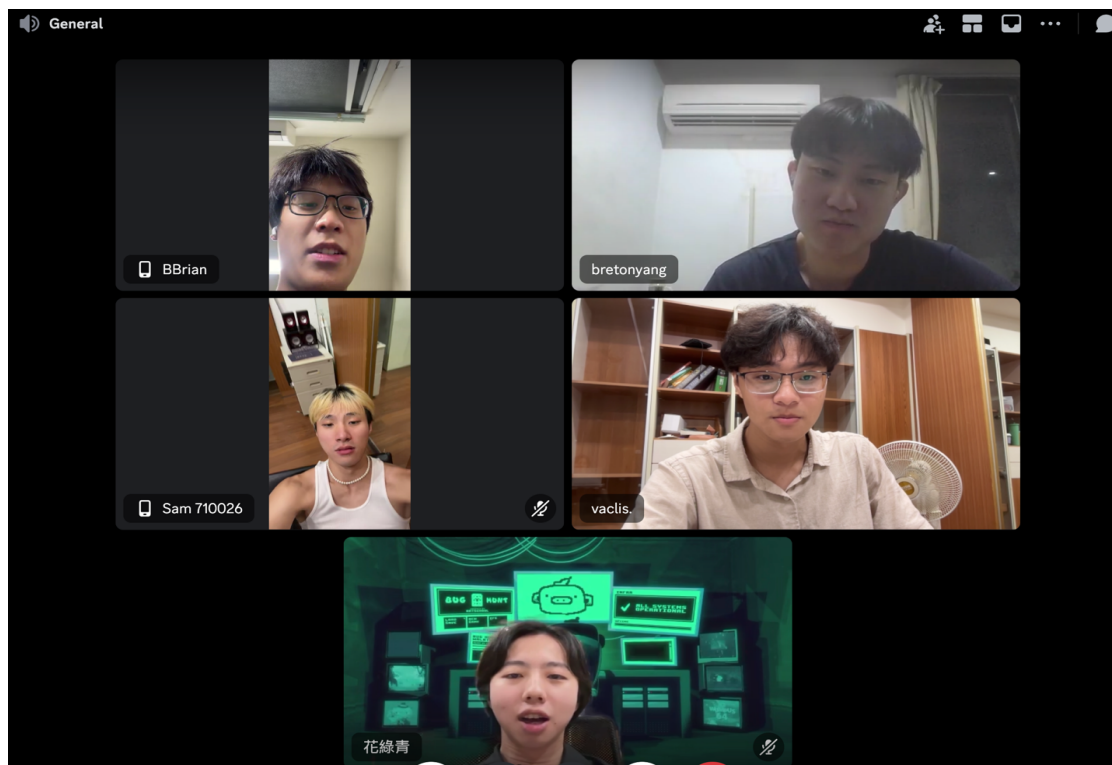 General
BBrian
bretonyang
Sam 710026
vaclis.
BUG HUNT
ALL SYSTEMS
OPERATIONAL
花綠青